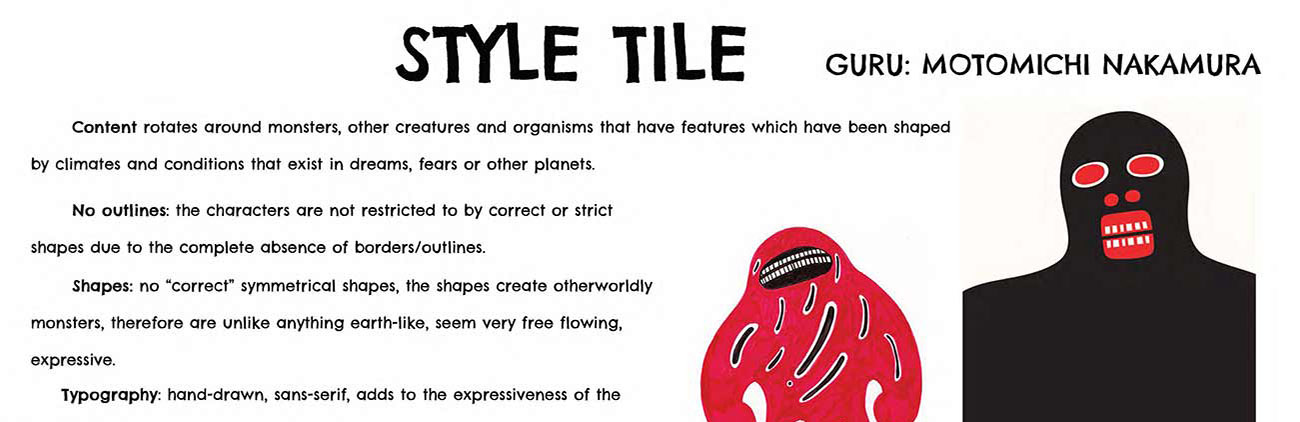 STYLE TILE
GURU: MOTOMICHI NAKAMURA
Content rotates around monsters, other creatures and organisms that have features which have been shaped
by climates and conditions that exist in dreams, fears or other planets.
No outlines: the characters are not restricted to by correct or strict
shapes due to the complete absence of borders/outlines.
Shapes: no “correct” symmetrical shapes, the shapes create otherworldly
monsters, therefore are unlike anything earth-like, seem very free flowing,
expressive.
Typography: hand-drawn, sans-serif, adds to the expressiveness of the